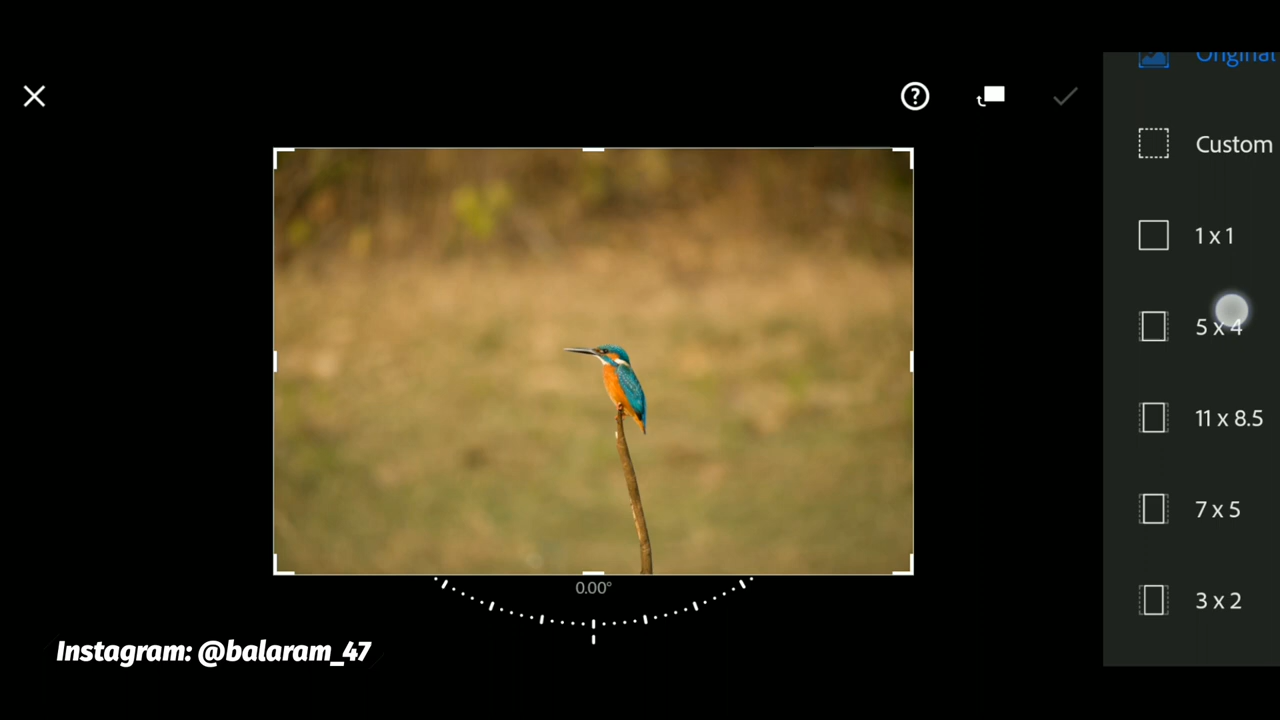 Original
Custom
1 x 1
5 x 4
11 x 8.5
7 x 5
3 x 2
0.00°
Instagram: @balaram_47